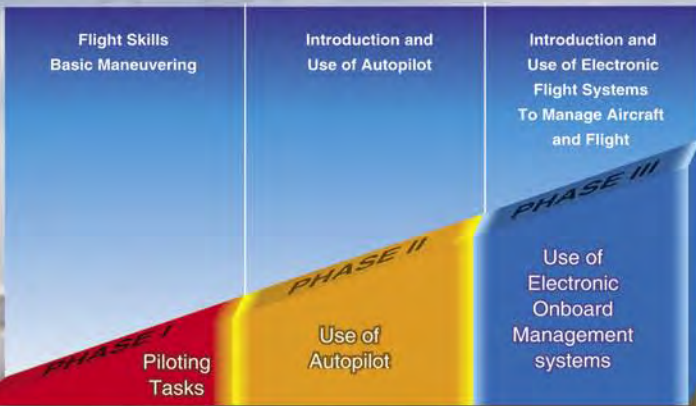 Flight Skills
Basic Maneuvering
Introduction and
Use of Autopilot
Introduction and
Use of Electronic
Flight Systems
To Manage Aircraft
and Flight
PHASE I
Piloting
Tasks
PHASE II
Use of
Autopilot
PHASE III
Use of
Electronic
Onboard
Management
systems